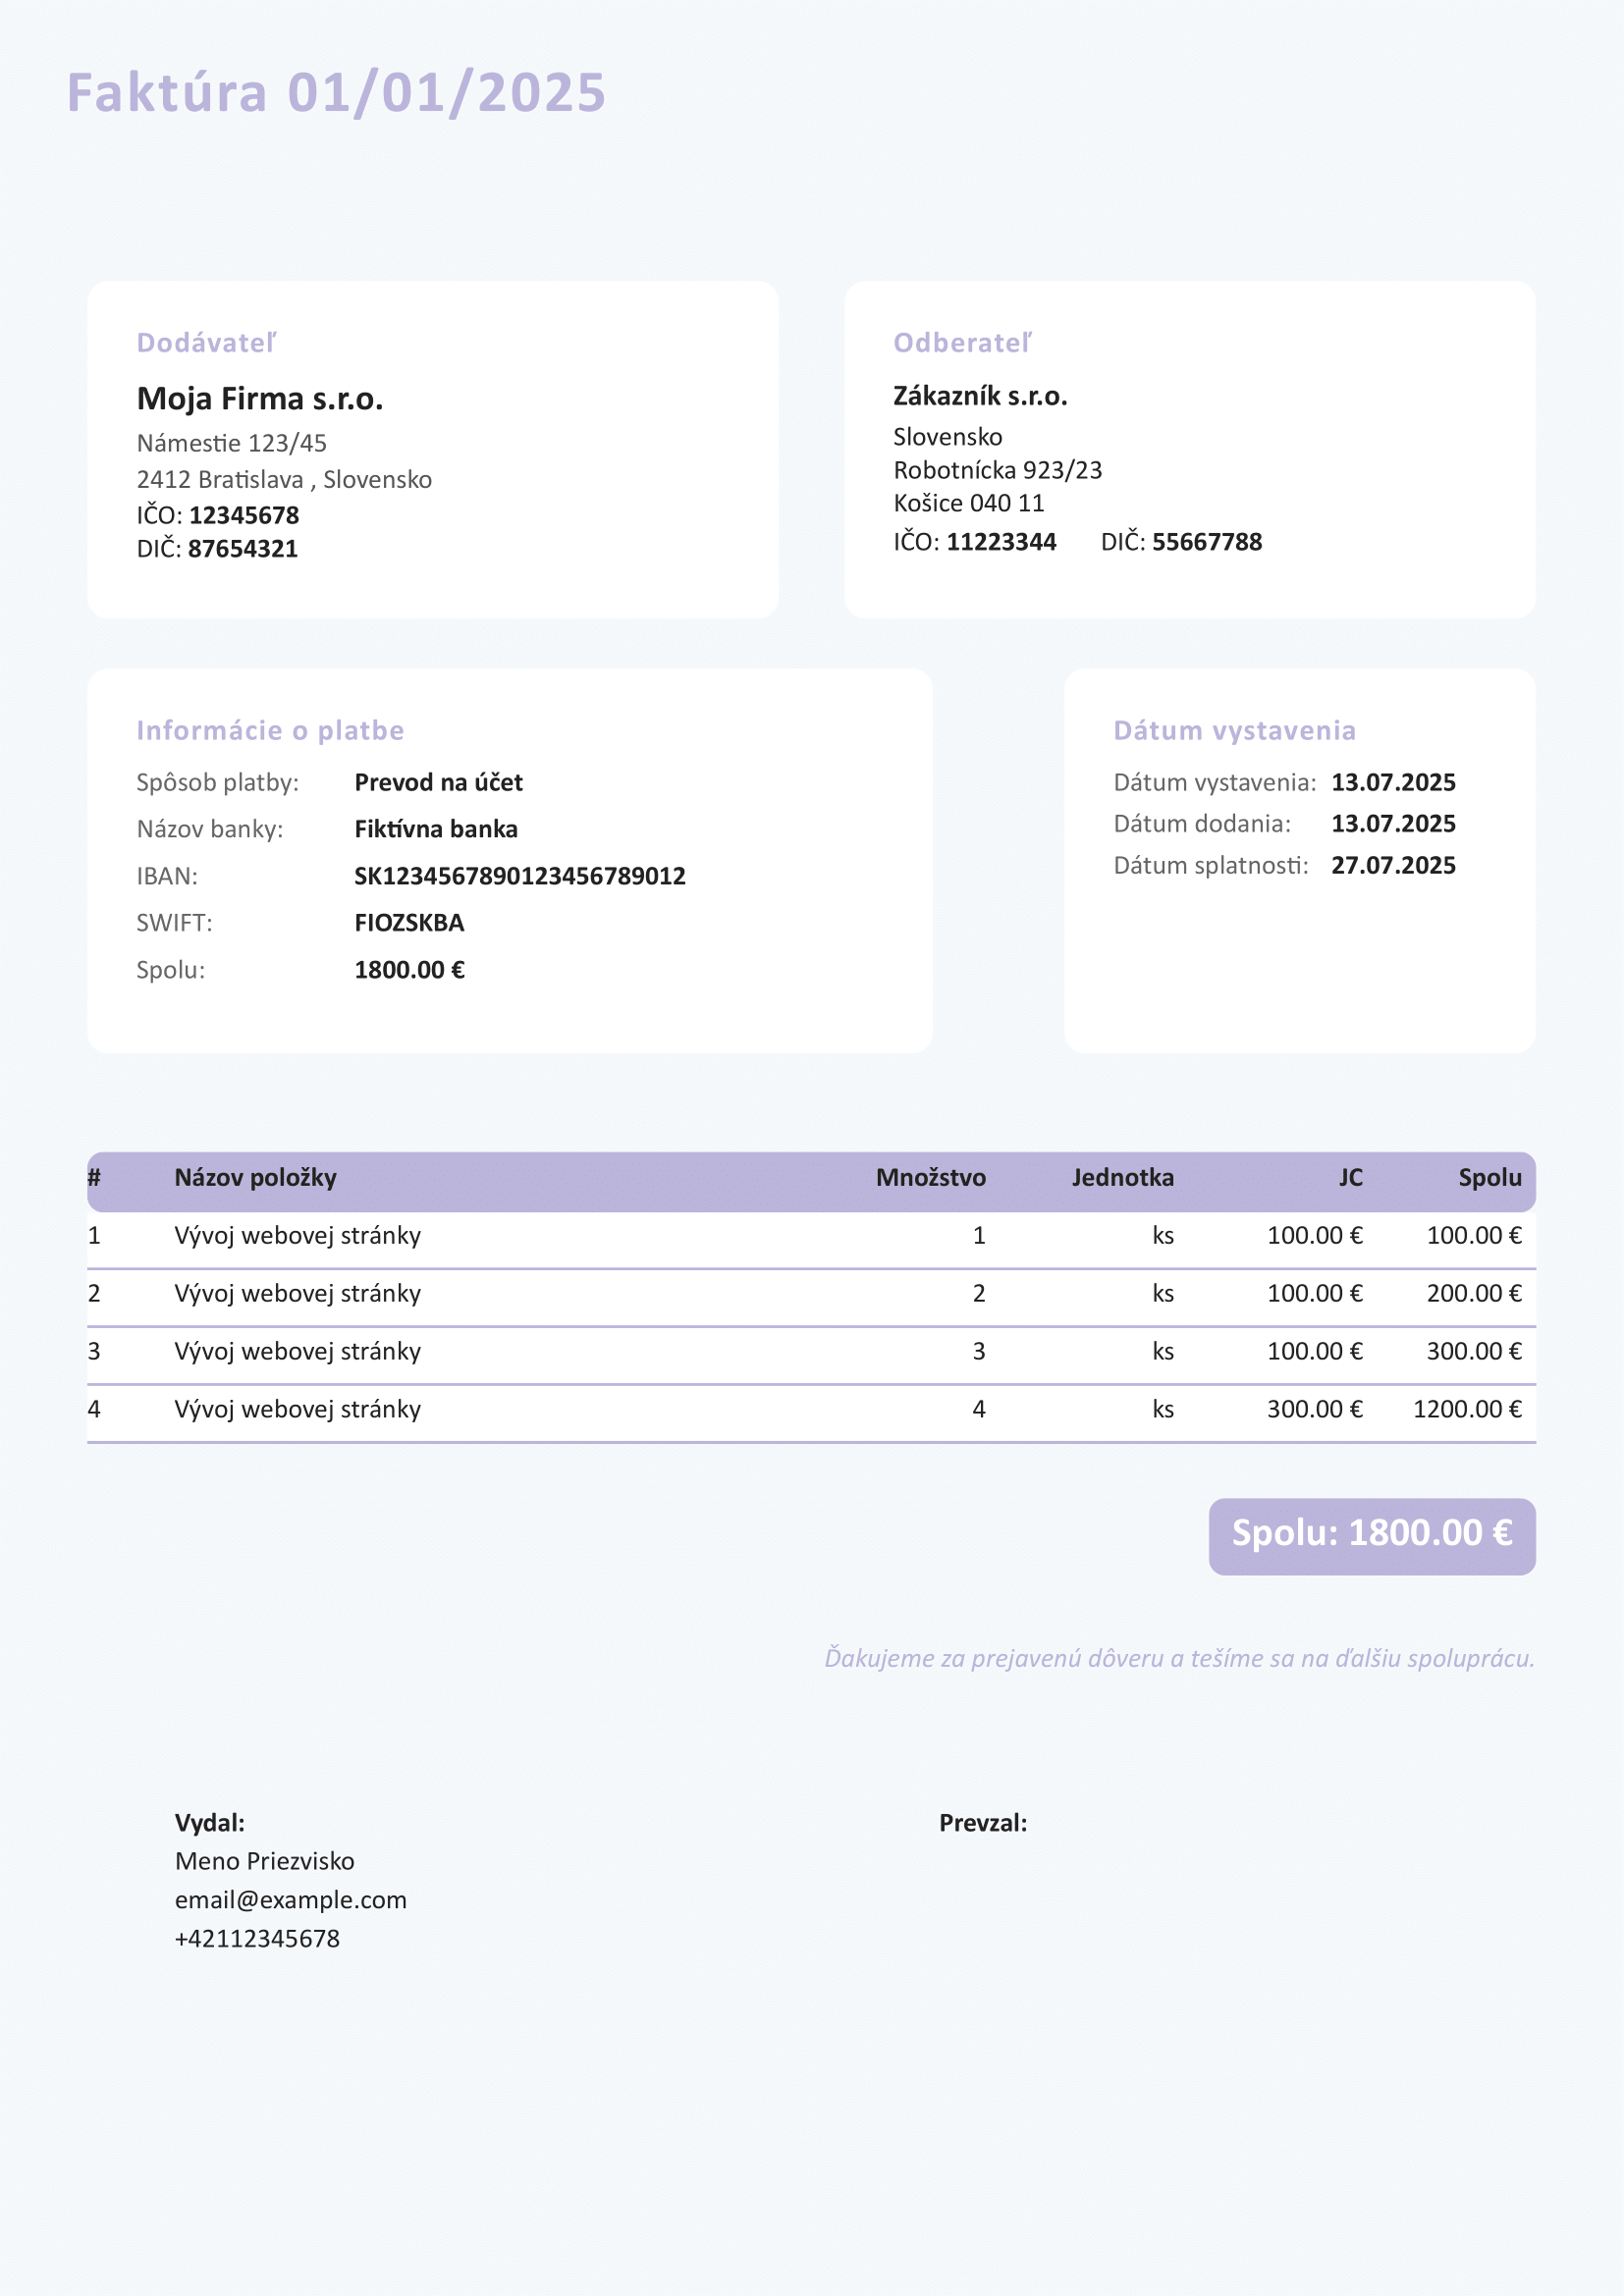 Faktúra 01/01/2025
Dodávateľ
Moja Firma s.r.o.
Námestie 123/45
2412 Bratislava , Slovensko
IČO: 12345678
DIČ: 87654321
Odberateľ
Zákazník s.r.o.
Slovensko
Robotnícka 923/23
Košice 040 11
IČO: 11223344 DIČ: 55667788
Informácie o platbe
Spôsob platby: Prevod na účet
Názov banky: Fiktívna banka
IBAN: SK1234567890123456789012
SWIFT: FIOZSKBA
Spolu: 1800.00 €
Dátum vystavenia
Dátum vystavenia: 13.07.2025
Dátum dodania: 13.07.2025
Dátum splatnosti: 27.07.2025
# Názov položky Množstvo Jednotka JC Spolu
1 Vývoj webovej stránky 1 ks 100.00 € 100.00 €
2 Vývoj webovej stránky 2 ks 100.00 € 200.00 €
3 Vývoj webovej stránky 3 ks 100.00 € 300.00 €
4 Vývoj webovej stránky 4 ks 300.00 € 1200.00 €
Spolu: 1800.00 €
Ďakujeme za prejavenú dôveru a tešíme sa na ďalšiu spoluprácu.
Vydal:
Meno Priezvisko
email@example.com
+42112345678
Prevzal: